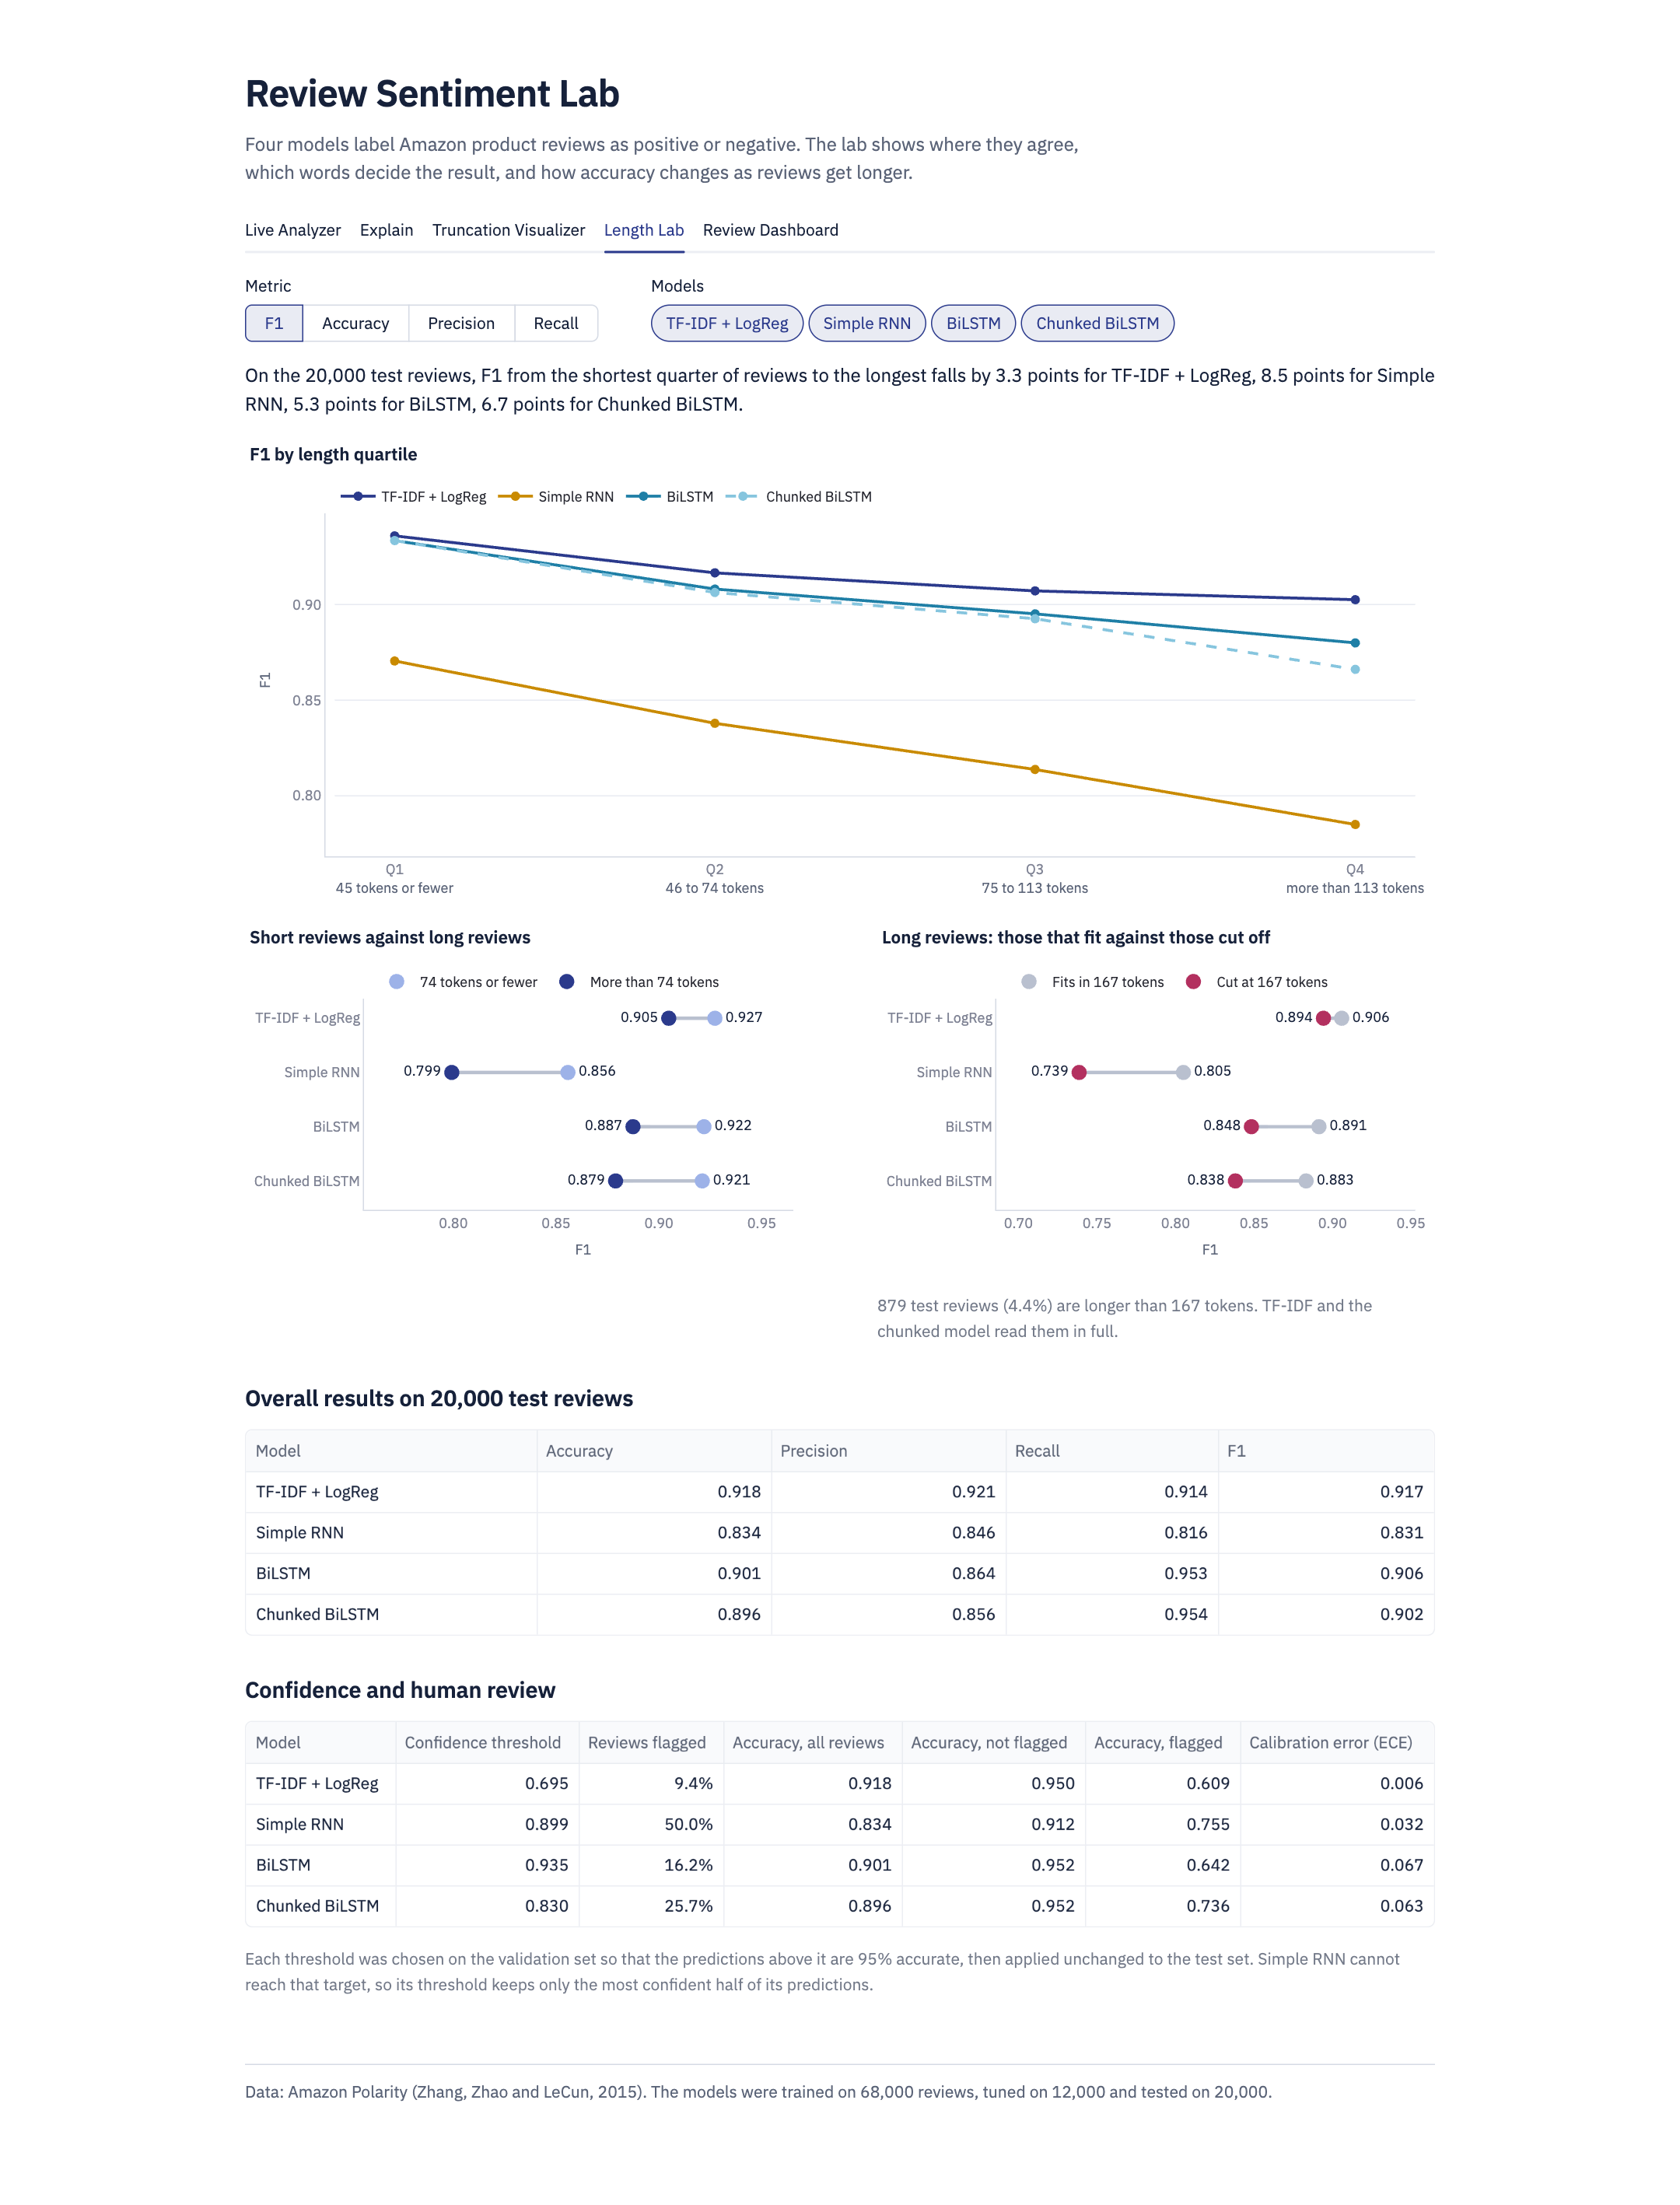 Review Sentiment Lab
Four models label Amazon product reviews as positive or negative. The lab shows where they agree,
which words decide the result, and how accuracy changes as reviews get longer.
Live Analyzer Explain Truncation Visualizer Length Lab Review Dashboard
Metric Models
F1 Accuracy Precision Recall TF-IDF + LogReg Simple RNN BiLSTM Chunked BiLSTM
On the 20,000 test reviews, F1 from the shortest quarter of reviews to the longest falls by 3.3 points for TF-IDF + LogReg, 8.5 points for Simple
RNN, 5.3 points for BiLSTM, 6.7 points for Chunked BiLSTM.
F1 by length quartile
TF-IDF + LogReg Simple RNN BiLSTM Chunked BiLSTM
0.90
F1
0.85
0.80
Q1 Q2 Q3 Q4
45 tokens or fewer 46 to 74 tokens 75 to 113 tokens more than 113 tokens
Short reviews against long reviews
74 tokens or fewer More than 74 tokens
TF-IDF + LogReg 0.905 0.927
Simple RNN 0.799 0.856
BiLSTM 0.887 0.922
Chunked BiLSTM 0.879 0.921
0.80 0.85 0.90 0.95
F1
Long reviews: those that fit against those cut off
Fits in 167 tokens Cut at 167 tokens
TF-IDF + LogReg 0.894 0.906
Simple RNN 0.739 0.805
BiLSTM 0.848 0.891
Chunked BiLSTM 0.838 0.883
0.70 0.75 0.80 0.85 0.90 0.95
F1
879 test reviews (4.4%) are longer than 167 tokens. TF-IDF and the
chunked model read them in full.
Overall results on 20,000 test reviews
Model Accuracy Precision Recall F1
TF-IDF + LogReg 0.918 0.921 0.914 0.917
Simple RNN 0.834 0.846 0.816 0.831
BiLSTM 0.901 0.864 0.953 0.906
Chunked BiLSTM 0.896 0.856 0.954 0.902
Confidence and human review
Model Confidence threshold Reviews flagged Accuracy, all reviews Accuracy, not flagged Accuracy, flagged Calibration error (ECE)
TF-IDF + LogReg 0.695 9.4% 0.918 0.950 0.609 0.006
Simple RNN 0.899 50.0% 0.834 0.912 0.755 0.032
BiLSTM 0.935 16.2% 0.901 0.952 0.642 0.067
Chunked BiLSTM 0.830 25.7% 0.896 0.952 0.736 0.063
Each threshold was chosen on the validation set so that the predictions above it are 95% accurate, then applied unchanged to the test set. Simple RNN cannot
reach that target, so its threshold keeps only the most confident half of its predictions.
Data: Amazon Polarity (Zhang, Zhao and LeCun, 2015). The models were trained on 68,000 reviews, tuned on 12,000 and tested on 20,000.